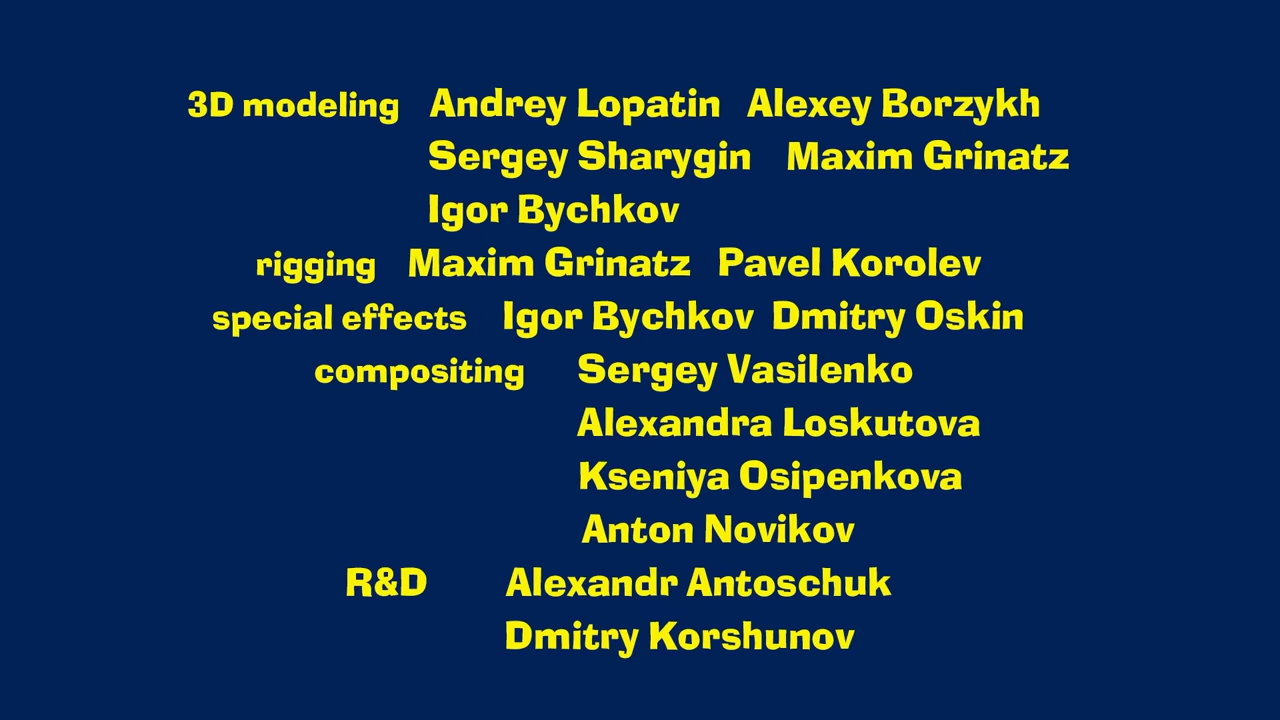 3D modeling Andrey Lopatin Alexey Borzykh
Sergey Sharygin Maxim Grinatz
Igor Bychkov
rigging Maxim Grinatz Pavel Korolev
special effects Igor Bychkov Dmitry Oskin
compositing Sergey Vasilenko
Alexandra Loskutova
Kseniya Osipenkova
Anton Novikov
R&D Alexandr Antoschuk
Dmitry Korshunov